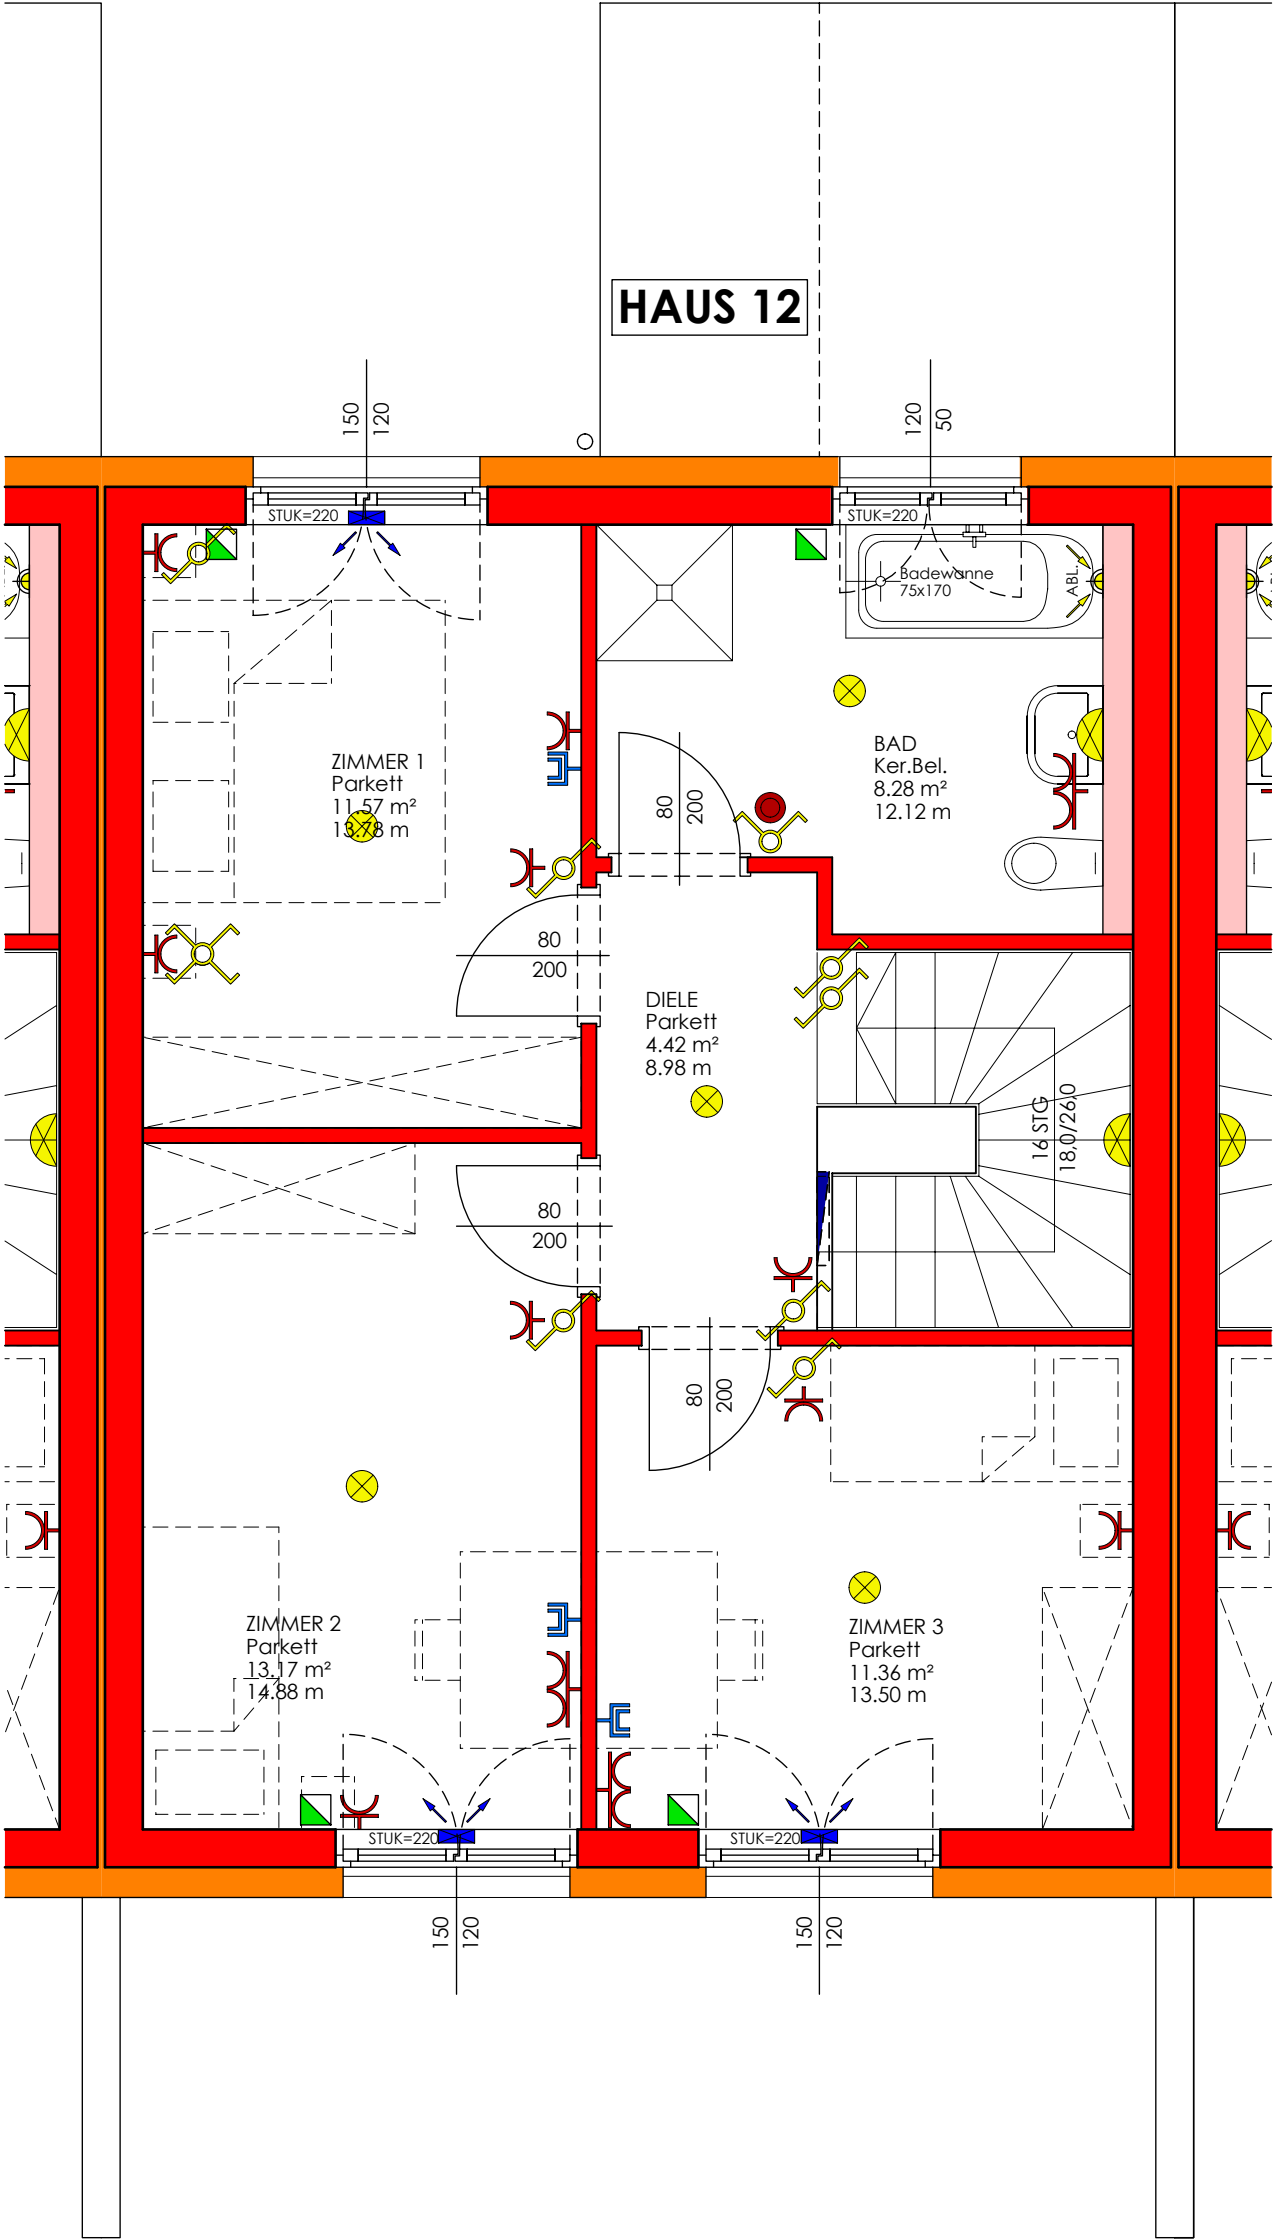 HAUS 12
150
120
120
50
STUK=220
STUK=220
Badewanne
75x170
ABL.
ZIMMER 1
Parkett
11.57 m²
13.78 m
BAD
Ker.Bel.
8.28 m²
12.12 m
80
200
80
200
DIELE
Parkett
4.42 m²
8.98 m
16 STG
18,0/26,0
80
200
80
200
ZIMMER 2
Parkett
13.17 m²
14.88 m
ZIMMER 3
Parkett
11.36 m²
13.50 m
STUK=220
STUK=220
150
120
150
120